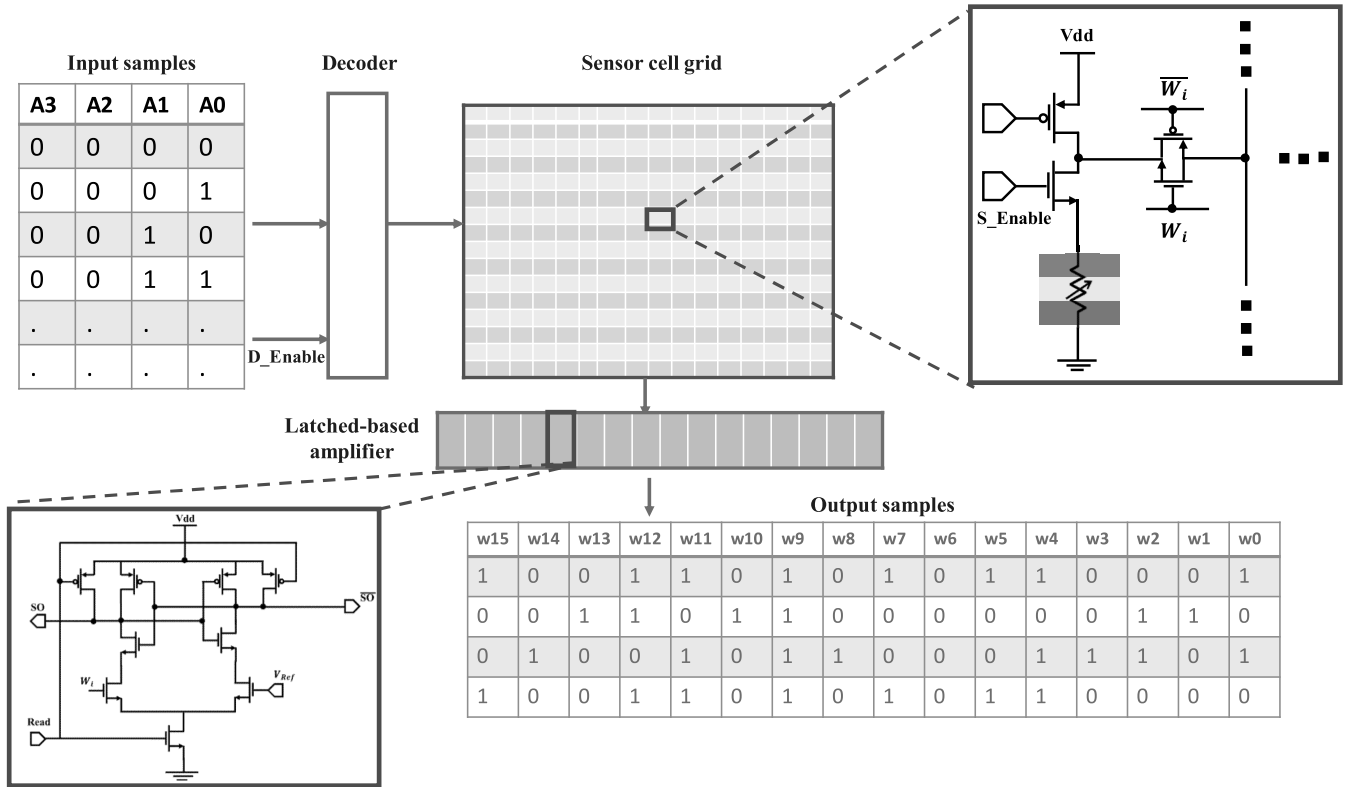 Input samples
Decoder
Sensor cell grid
A3 A2 A1 A0
0 0 0 0
0 0 0 1
0 0 1 0
0 0 1 1
. . . .
. . . .
D_Enable
Vdd
W̅ᵢ
S_Enable
Wᵢ
Latched-based
amplifier
Output samples
w15 w14 w13 w12 w11 w10 w9 w8 w7 w6 w5 w4 w3 w2 w1 w0
1 0 0 1 1 0 1 0 1 0 1 1 0 0 0 1
0 0 1 1 0 1 1 0 0 0 0 0 0 1 1 0
0 1 0 0 1 0 1 1 0 0 0 1 1 1 0 1
1 0 0 1 1 0 1 0 1 0 1 1 0 0 0 0
Vdd
SO
S̅O̅
Wᵢ
V_Ref
Read